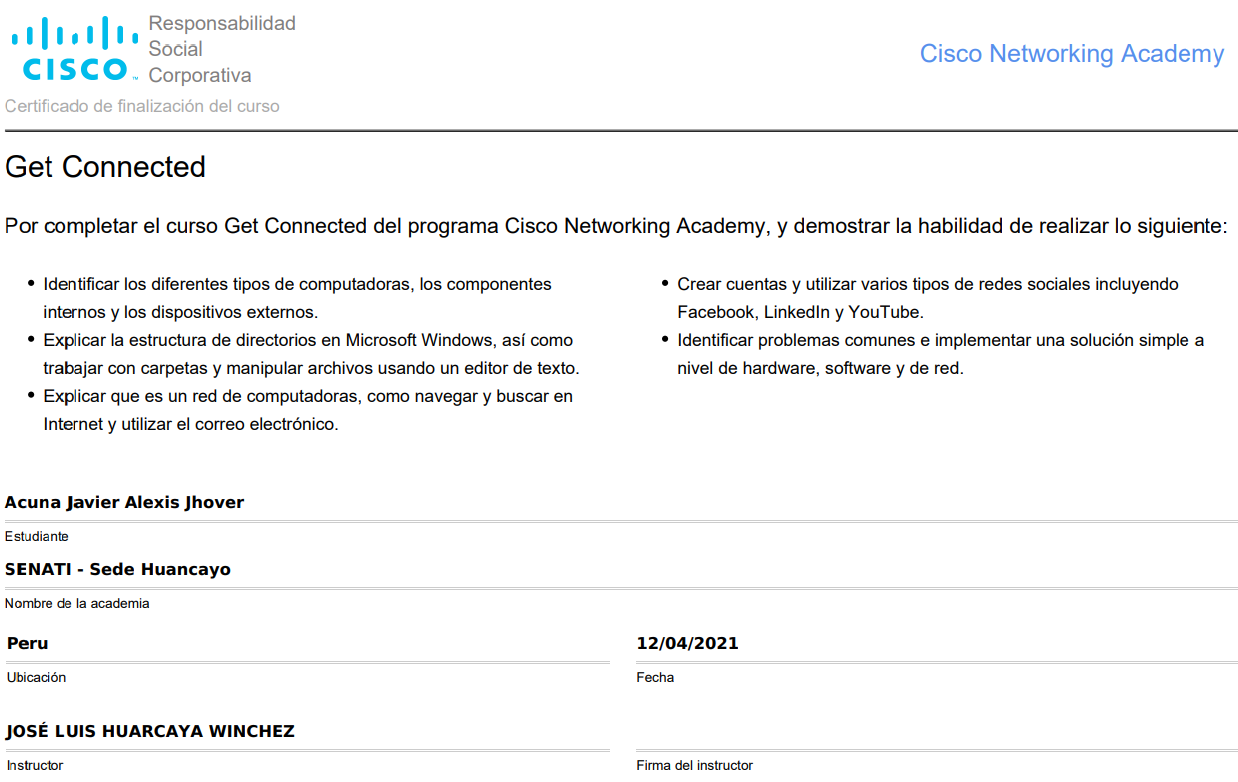 CISCO™
Responsabilidad
Social
Corporativa
Cisco Networking Academy
Certificado de finalización del curso
Get Connected
Por completar el curso Get Connected del programa Cisco Networking Academy, y demostrar la habilidad de realizar lo siguiente:
• Identificar los diferentes tipos de computadoras, los componentes
internos y los dispositivos externos.
• Explicar la estructura de directorios en Microsoft Windows, así como
trabajar con carpetas y manipular archivos usando un editor de texto.
• Explicar que es un red de computadoras, como navegar y buscar en
Internet y utilizar el correo electrónico.
• Crear cuentas y utilizar varios tipos de redes sociales incluyendo
Facebook, LinkedIn y YouTube.
• Identificar problemas comunes e implementar una solución simple a
nivel de hardware, software y de red.
Acuna Javier Alexis Jhover
Estudiante
SENATI - Sede Huancayo
Nombre de la academia
Peru
Ubicación
12/04/2021
Fecha
JOSÉ LUIS HUARCAYA WINCHEZ
Instructor
Firma del instructor